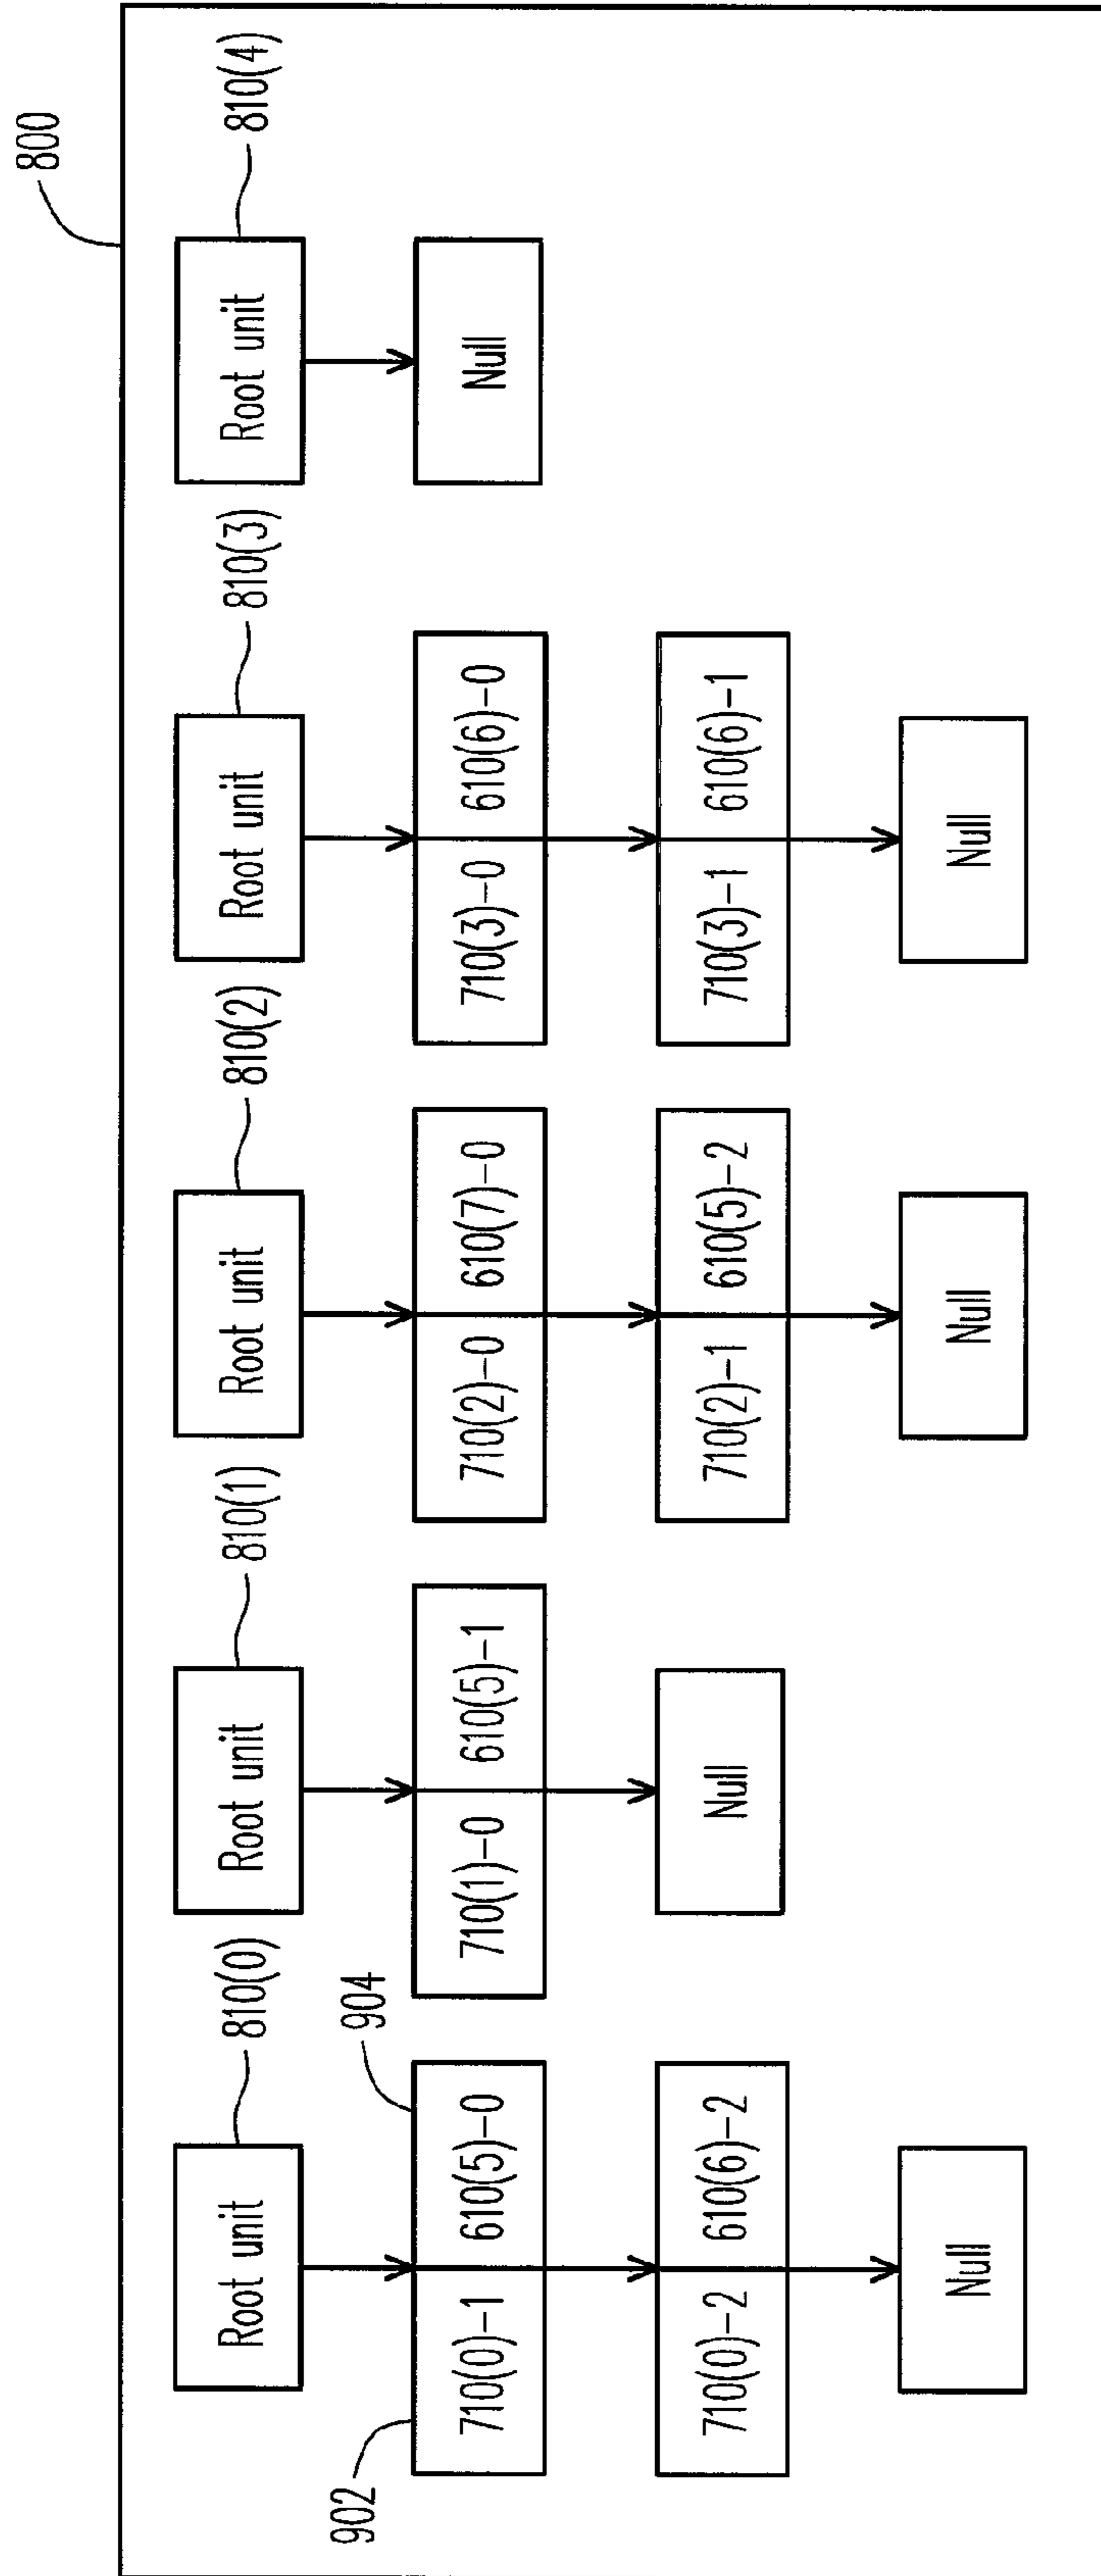 800
810(0)
810(1)
810(2)
810(3)
810(4)
Root unit
Root unit
Root unit
Root unit
Root unit
902
904
710(0)-1 610(5)-0
710(1)-0 610(5)-1
710(2)-0 610(7)-0
710(3)-0 610(6)-0
Null
710(0)-2 610(6)-2
Null
710(2)-1 610(5)-2
710(3)-1 610(6)-1
Null
Null
Null